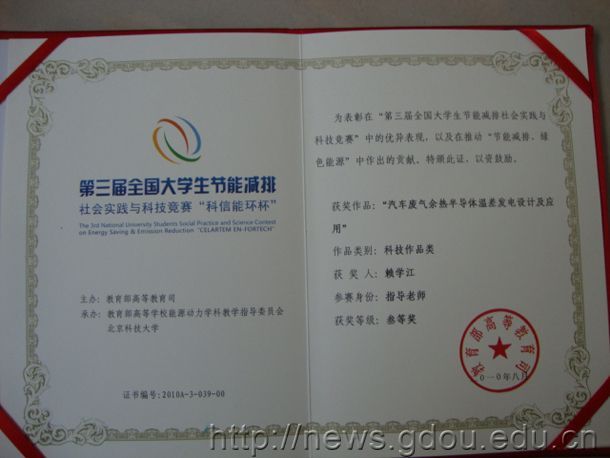 第三届全国大学生节能减排
社会实践与科技竞赛“科信能环杯”
The 3rd National University Students Social Practice and Science Contest
on Energy Saving & Emission Reduction "CELARTEM EN-FORTECH"
主办：教育部高等教育司
承办：教育部高等学校能源动力学科教学指导委员会
北京科技大学
证书编号：2010A-3-039-00
为表彰在“第三届全国大学生节能减排社会实践与
科技竞赛”中的优异表现，以及在推动“节能减排、绿
色能源”中作出的贡献。特颁此证，以资鼓励。
获奖作品：“汽车废气余热半导体温差发电设计及应
用”
作品类别：科技作品类
获 奖 人：赖学江
参赛身份：指导老师
获奖等级：叁等奖
教育部高等教育司
二〇一〇年八月
http://news.gdou.edu.cn